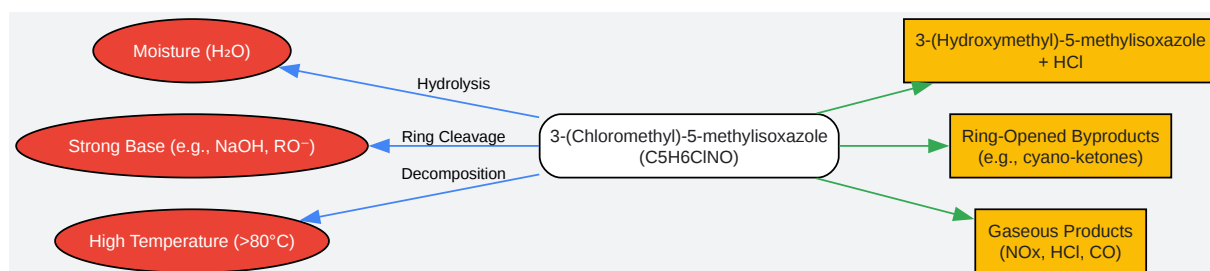 Moisture (H₂O)
Hydrolysis
Strong Base (e.g., NaOH, RO⁻)
Ring Cleavage
Decomposition
High Temperature (>80°C)
3-(Chloromethyl)-5-methylisoxazole
(C5H6ClNO)
3-(Hydroxymethyl)-5-methylisoxazole
+ HCl
Ring-Opened Byproducts
(e.g., cyano-ketones)
Gaseous Products
(NOx, HCl, CO)